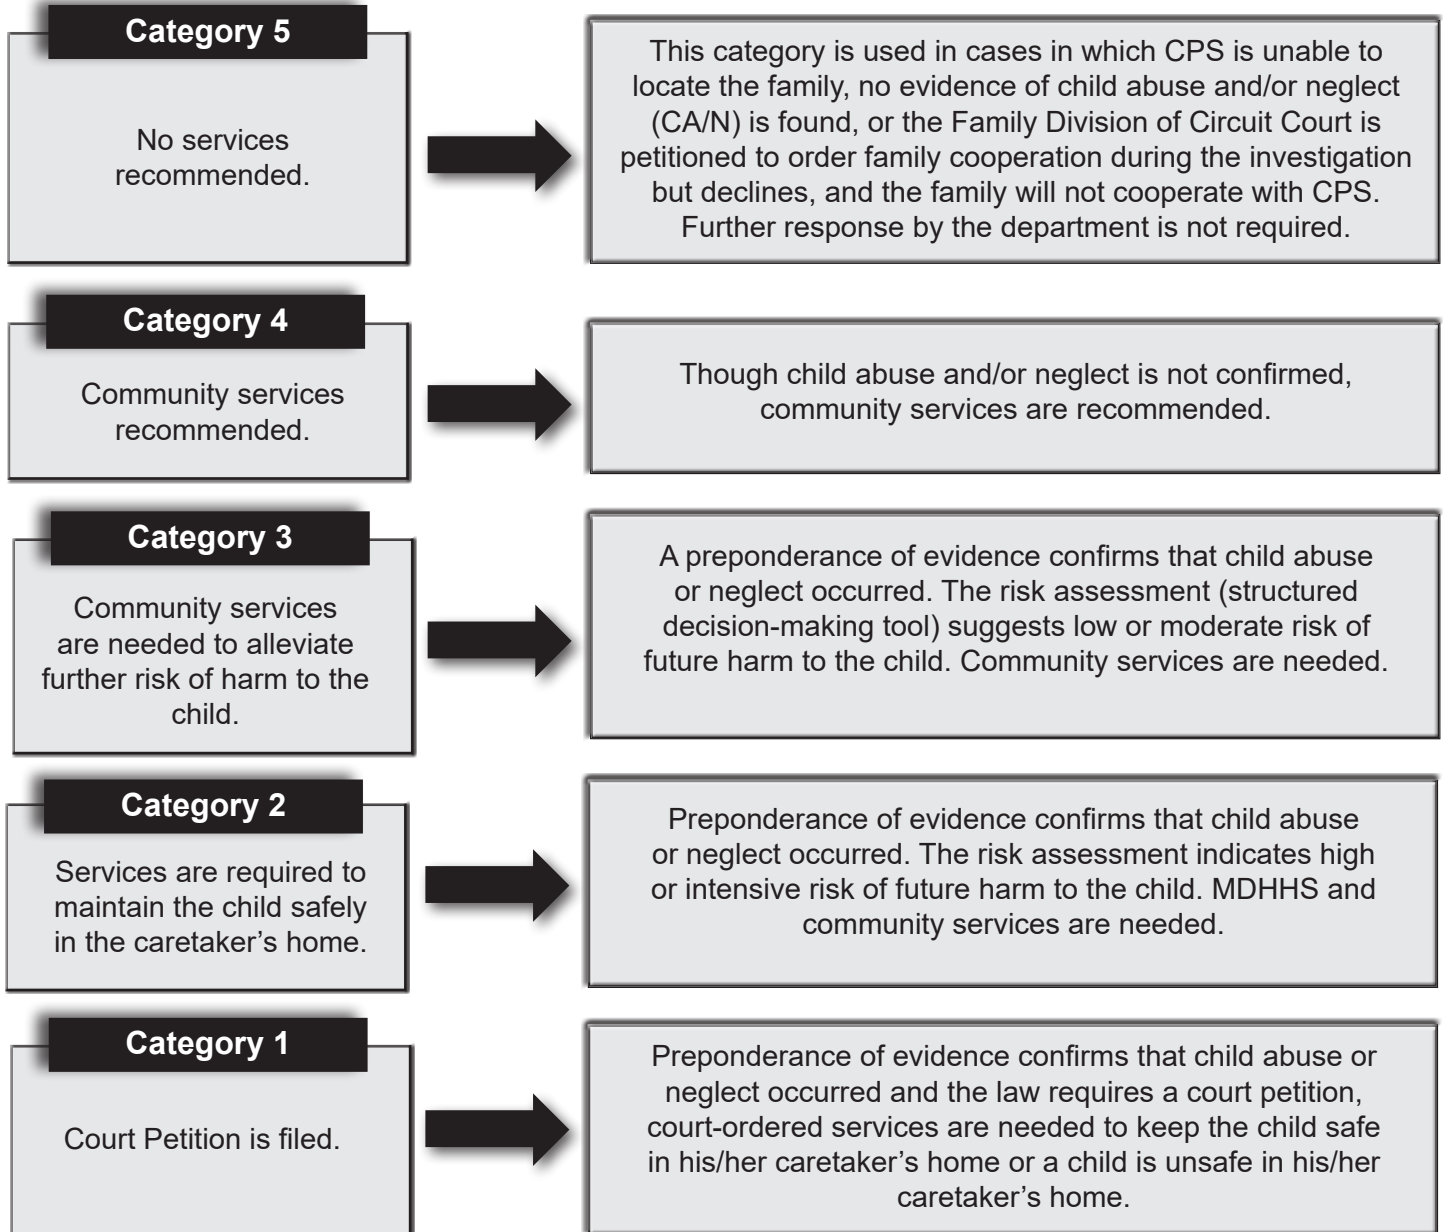 Category 5
No services
recommended.
This category is used in cases in which CPS is unable to
locate the family, no evidence of child abuse and/or neglect
(CA/N) is found, or the Family Division of Circuit Court is
petitioned to order family cooperation during the investigation
but declines, and the family will not cooperate with CPS.
Further response by the department is not required.
Category 4
Community services
recommended.
Though child abuse and/or neglect is not confirmed,
community services are recommended.
Category 3
Community services
are needed to alleviate
further risk of harm to the
child.
A preponderance of evidence confirms that child abuse
or neglect occurred. The risk assessment (structured
decision-making tool) suggests low or moderate risk of
future harm to the child. Community services are needed.
Category 2
Services are required to
maintain the child safely
in the caretaker’s home.
Preponderance of evidence confirms that child abuse
or neglect occurred. The risk assessment indicates high
or intensive risk of future harm to the child. MDHHS and
community services are needed.
Category 1
Court Petition is filed.
Preponderance of evidence confirms that child abuse or
neglect occurred and the law requires a court petition,
court-ordered services are needed to keep the child safe
in his/her caretaker’s home or a child is unsafe in his/her
caretaker’s home.